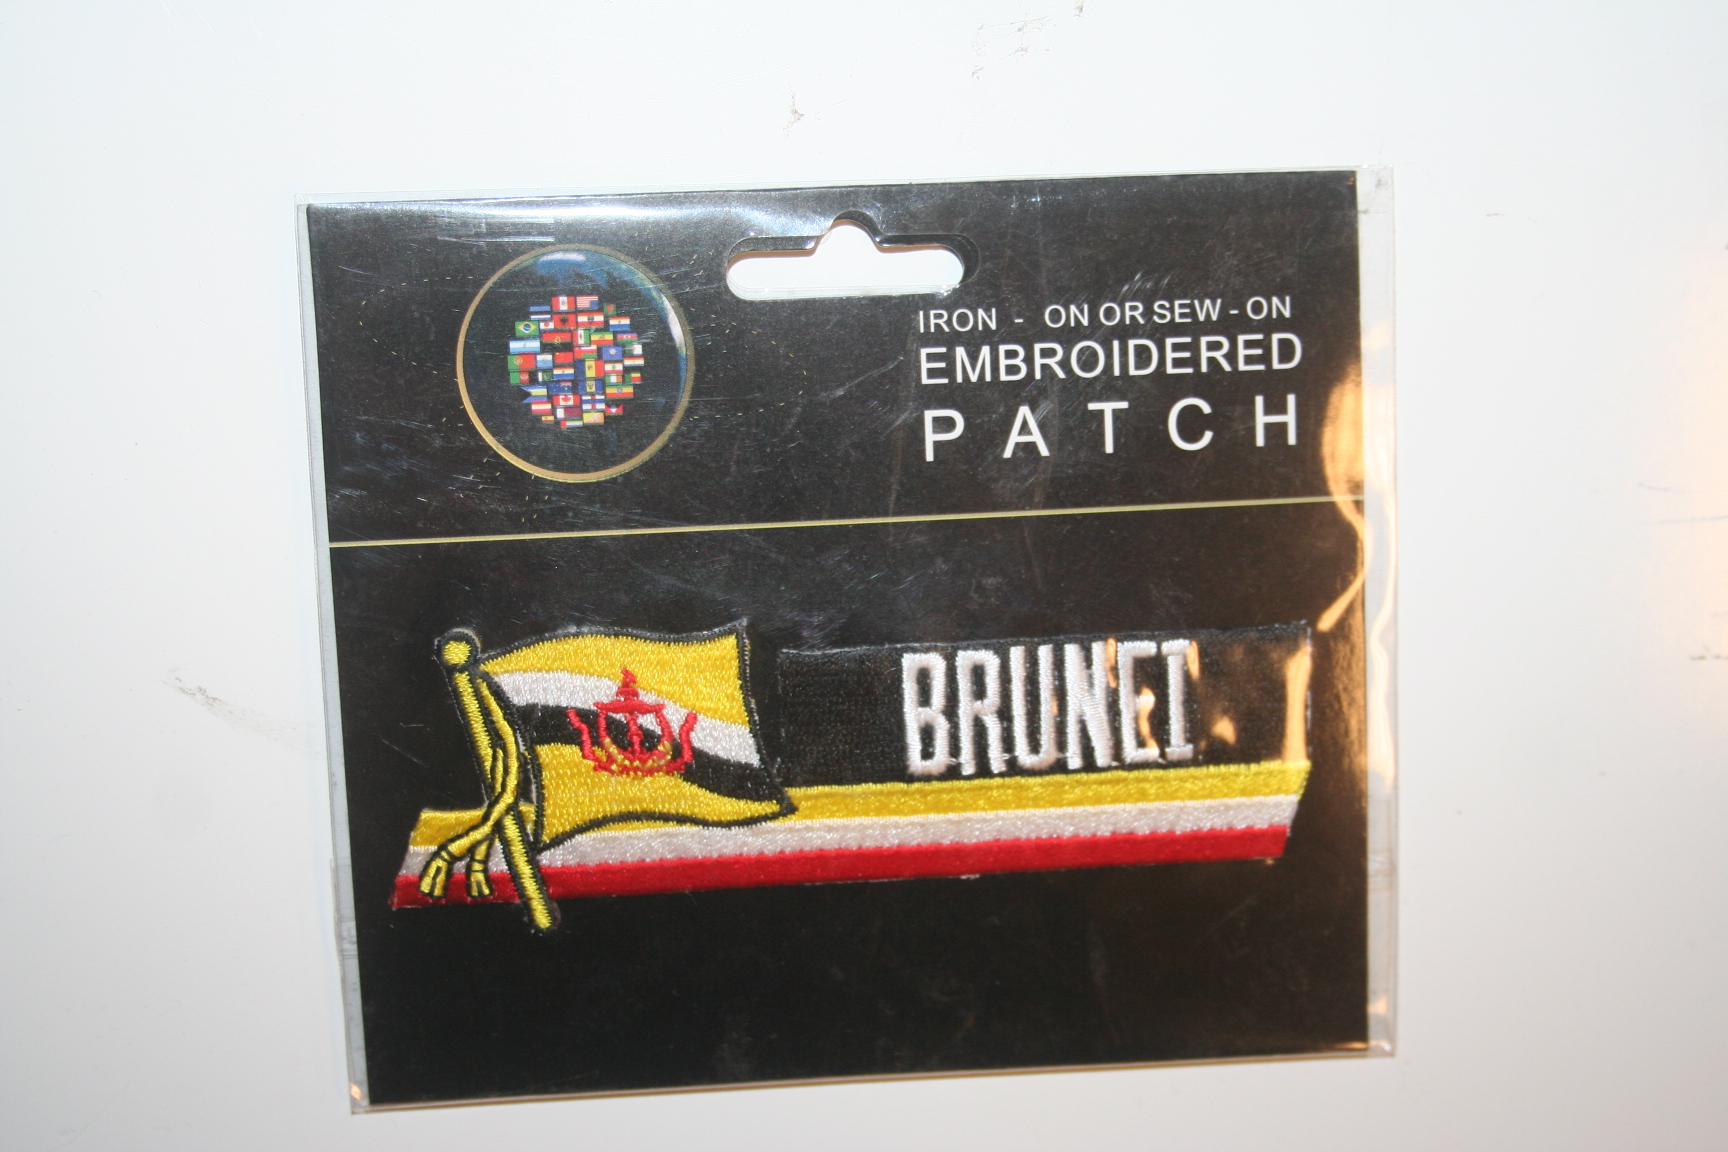 IRON - ON OR SEW - ON
EMBROIDERED
PATCH
BRUNEI